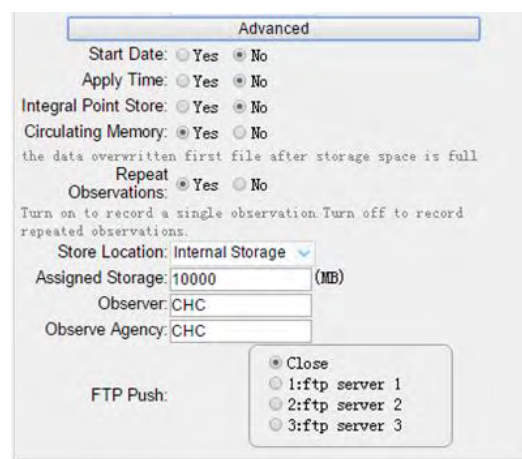 Advanced
Start Date: Yes No
Apply Time: Yes No
Integral Point Store: Yes No
Circulating Memory: Yes No
the data overwritten first file after storage space is full
Repeat
Observations: Yes No
Turn on to record a single observation.Turn off to record
repeated observations.
Store Location: Internal Storage
Assigned Storage: 10000 (MB)
Observer: CHC
Observe Agency: CHC
Close
1:ftp server 1
FTP Push:
2:ftp server 2
3:ftp server 3